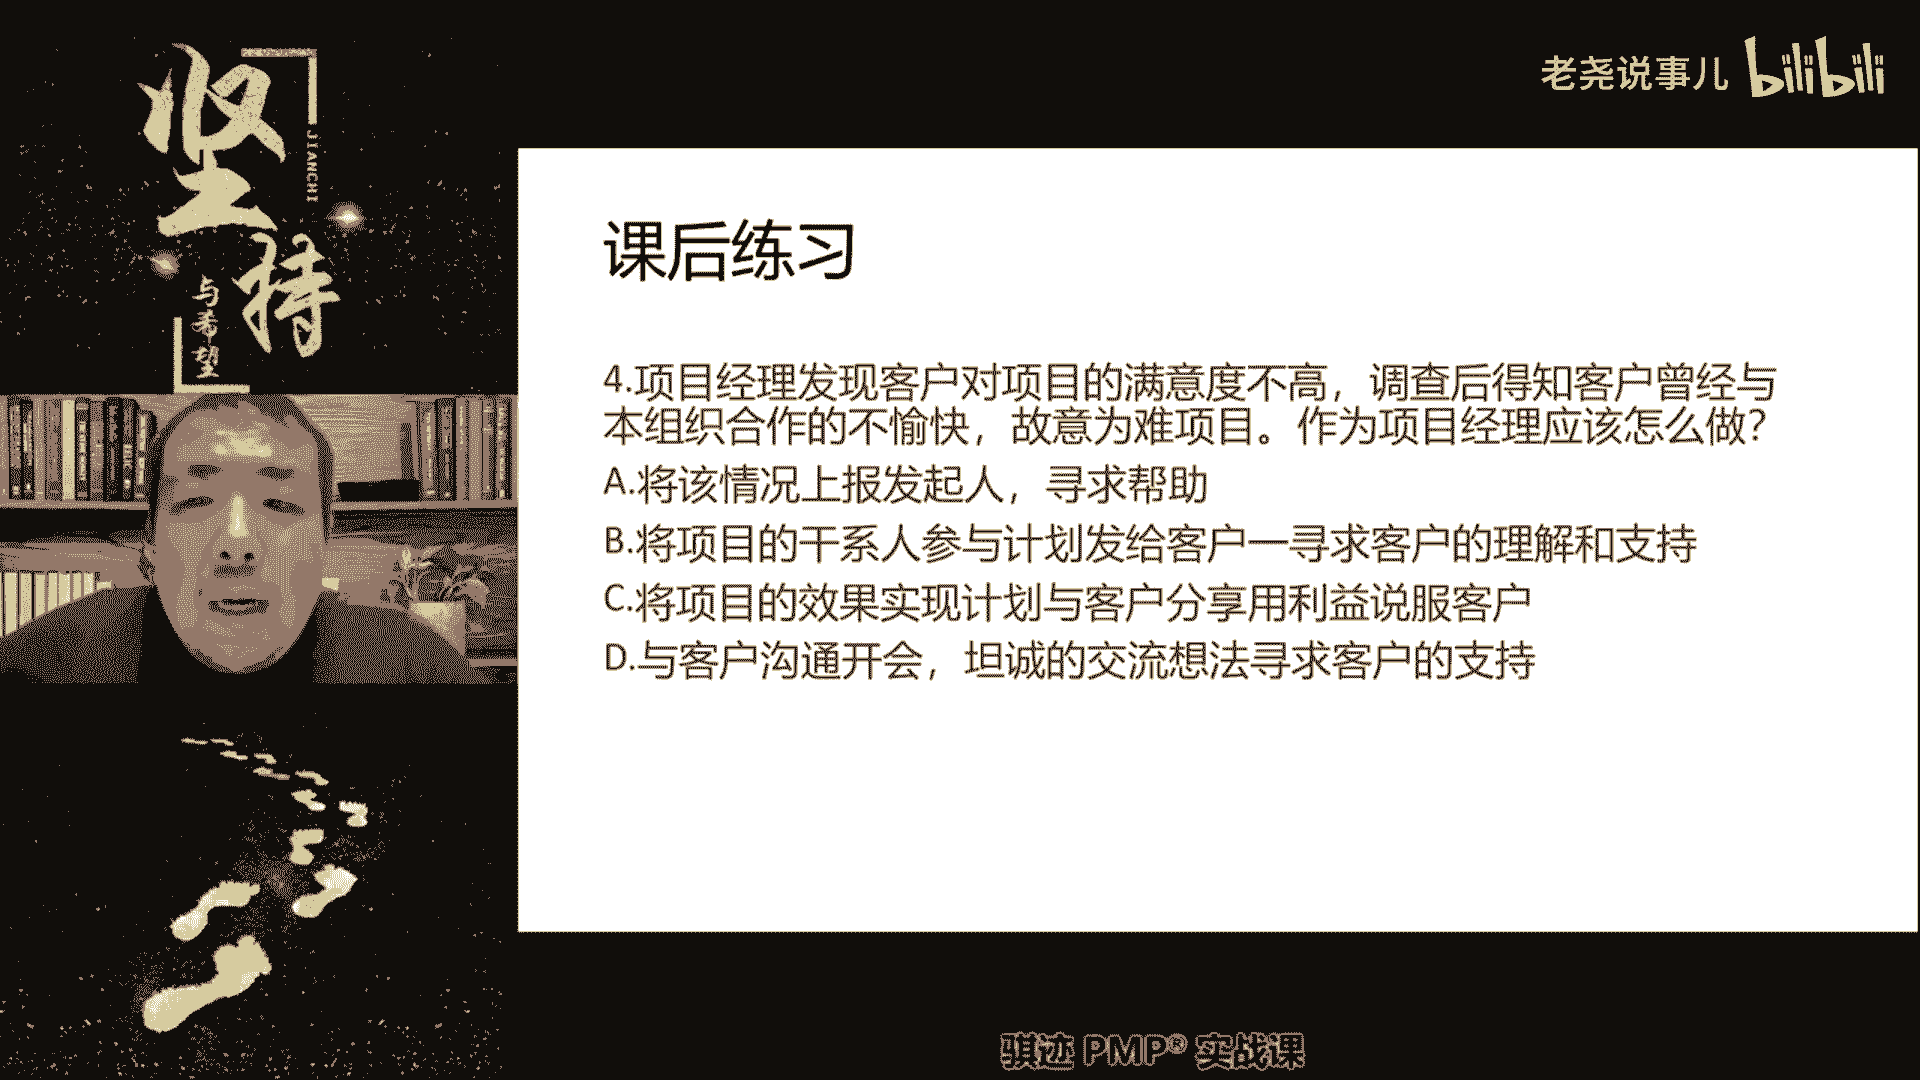 坚持
JIANCHI
与希望
老尧说事儿 bilibili
课后练习
4.项目经理发现客户对项目的满意度不高，调查后得知客户曾经与
本组织合作的不愉快，故意为难项目。作为项目经理应该怎么做？
A.将该情况上报发起人，寻求帮助
B.将项目的干系人参与计划发给客户一寻求客户的理解和支持
C.将项目的效果实现计划与客户分享用利益说服客户
D.与客户沟通开会，坦诚的交流想法寻求客户的支持
骐迹 PMP® 实战课